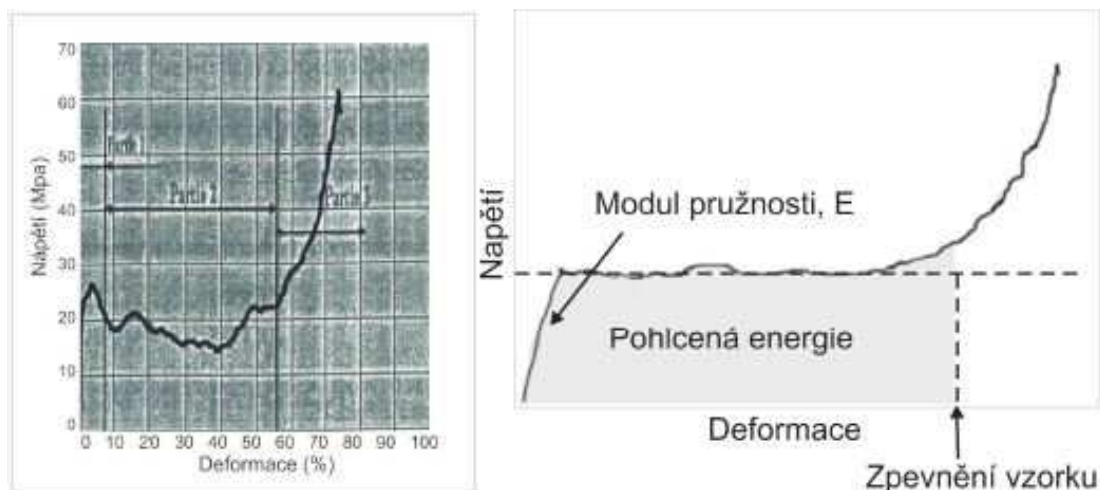 70
60
50
40
30
20
10
0
Napětí (Mpa)
Partie 1
Partie 2
Partie 3
0 10 20 30 40 50 60 70 80 90 100
Deformace (%)
Napětí
Modul pružnosti, E
Pohlcená energie
Deformace
Zpevnění vzorku